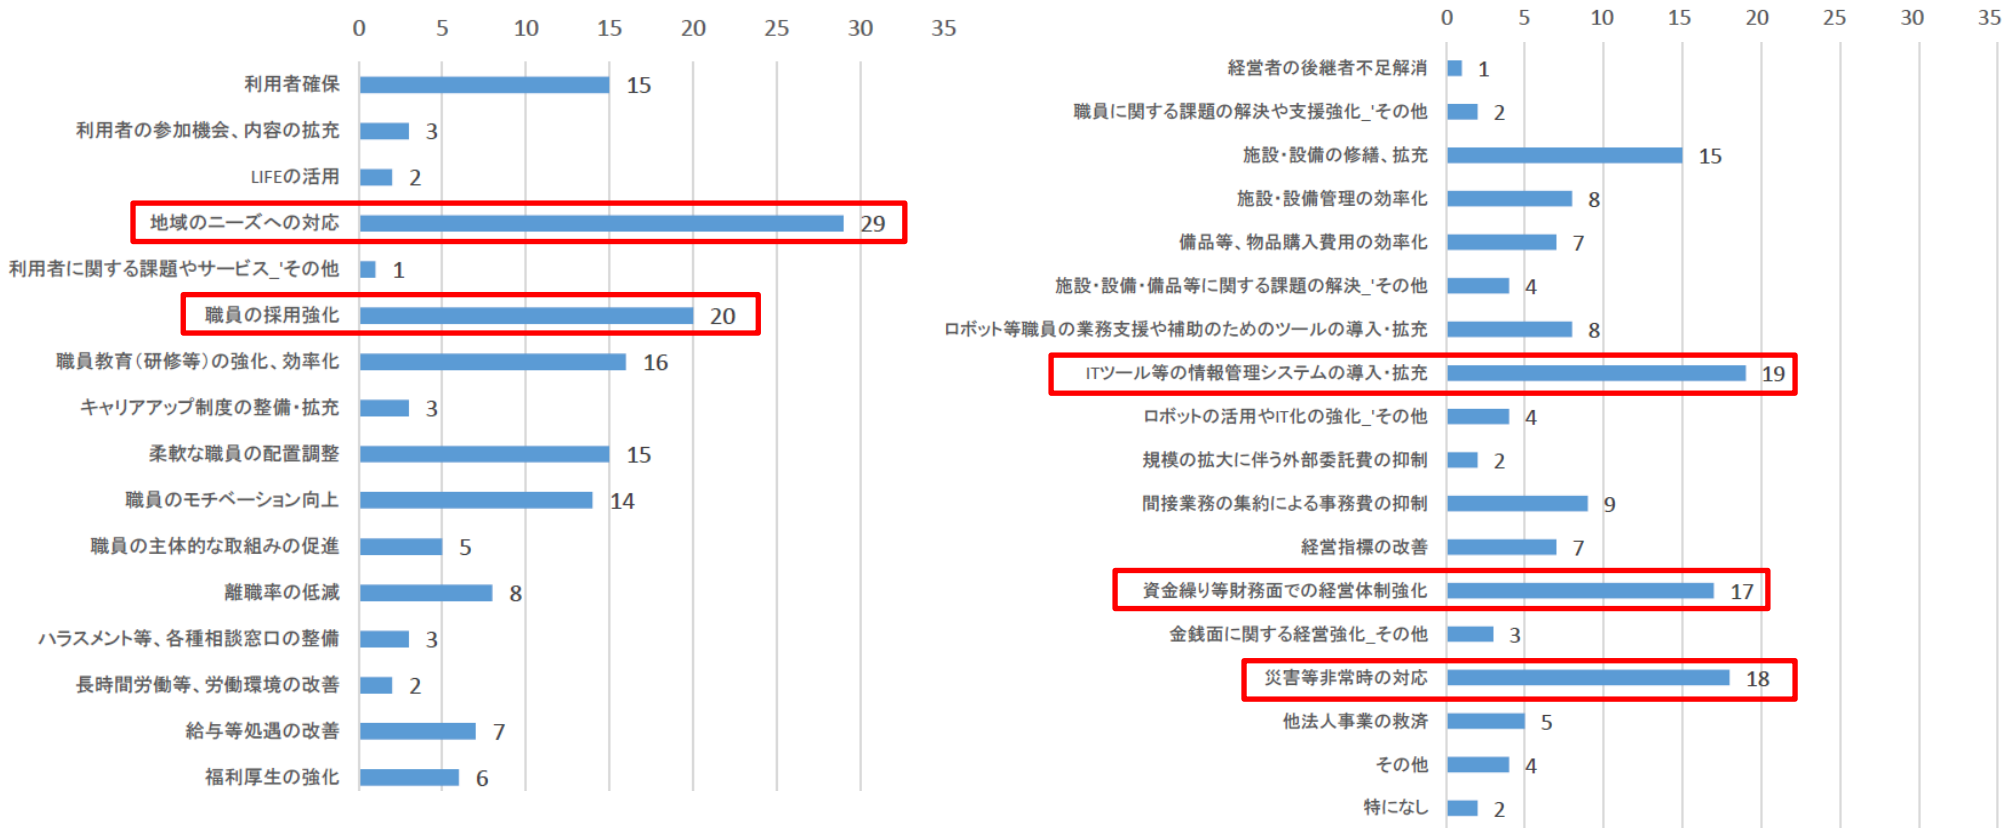 0 5 10 15 20 25 30 35
利用者確保 15
利用者の参加機会、内容の拡充 3
LIFEの活用 2
地域のニーズへの対応 29
利用者に関する課題やサービス_'その他 1
職員の採用強化 20
職員教育(研修等)の強化、効率化 16
キャリアアップ制度の整備・拡充 3
柔軟な職員の配置調整 15
職員のモチベーション向上 14
職員の主体的な取組みの促進 5
離職率の低減 8
ハラスメント等、各種相談窓口の整備 3
長時間労働等、労働環境の改善 2
給与等処遇の改善 7
福利厚生の強化 6
0 5 10 15 20 25 30 35
経営者の後継者不足解消 1
職員に関する課題の解決や支援強化_'その他 2
施設・設備の修繕、拡充 15
施設・設備管理の効率化 8
備品等、物品購入費用の効率化 7
施設・設備・備品等に関する課題の解決_'その他 4
ロボット等職員の業務支援や補助のためのツールの導入・拡充 8
ITツール等の情報管理システムの導入・拡充 19
ロボットの活用やIT化の強化_'その他 4
規模の拡大に伴う外部委託費の抑制 2
間接業務の集約による事務費の抑制 9
経営指標の改善 7
資金繰り等財務面での経営体制強化 17
金銭面に関する経営強化_その他 3
災害等非常時の対応 18
他法人事業の救済 5
その他 4
特になし 2